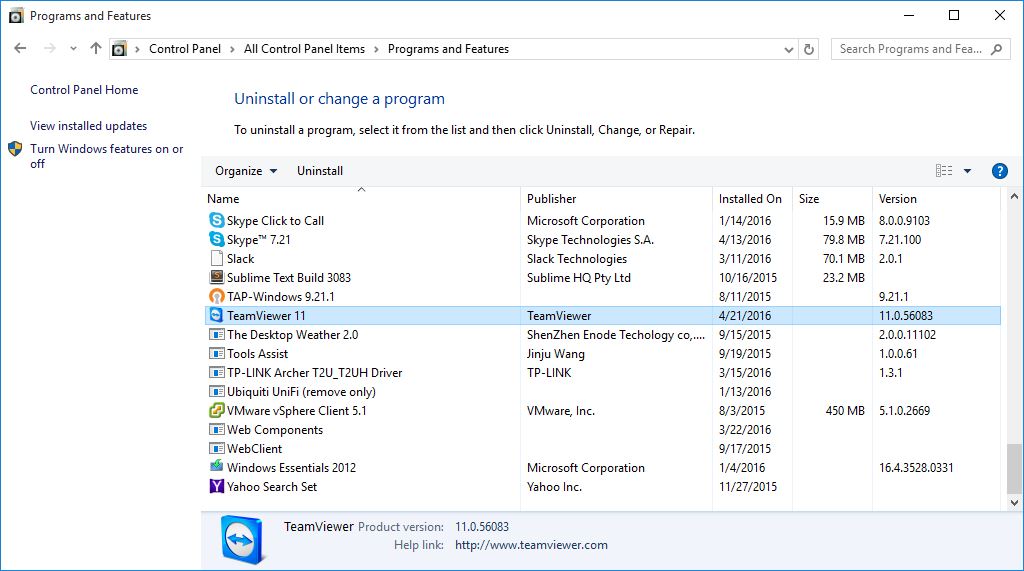 Programs and Features
Control Panel > All Control Panel Items > Programs and Features
Search Programs and Fea...
Control Panel Home
View installed updates
Turn Windows features on or
off
Uninstall or change a program
To uninstall a program, select it from the list and then click Uninstall, Change, or Repair.
Organize Uninstall ?
Name Publisher Installed On Size Version
Skype Click to Call Microsoft Corporation 1/14/2016 15.9 MB 8.0.0.9103
Skype™ 7.21 Skype Technologies S.A. 4/13/2016 79.8 MB 7.21.100
Slack Slack Technologies 3/11/2016 70.1 MB 2.0.1
Sublime Text Build 3083 Sublime HQ Pty Ltd 10/16/2015 23.2 MB
TAP-Windows 9.21.1 8/11/2015 9.21.1
TeamViewer 11 TeamViewer 4/21/2016 11.0.56083
The Desktop Weather 2.0 ShenZhen Enode Techology co,.... 9/15/2015 2.0.0.11102
Tools Assist Jinju Wang 9/19/2015 1.0.0.61
TP-LINK Archer T2U_T2UH Driver TP-LINK 3/15/2016 1.3.1
Ubiquiti UniFi (remove only) 1/13/2016
VMware vSphere Client 5.1 VMware, Inc. 8/3/2015 450 MB 5.1.0.2669
Web Components 3/22/2016
WebClient 9/17/2015
Windows Essentials 2012 Microsoft Corporation 1/4/2016 16.4.3528.0331
Yahoo Search Set Yahoo Inc. 11/27/2015
TeamViewer Product version: 11.0.56083
Help link: http://www.teamviewer.com